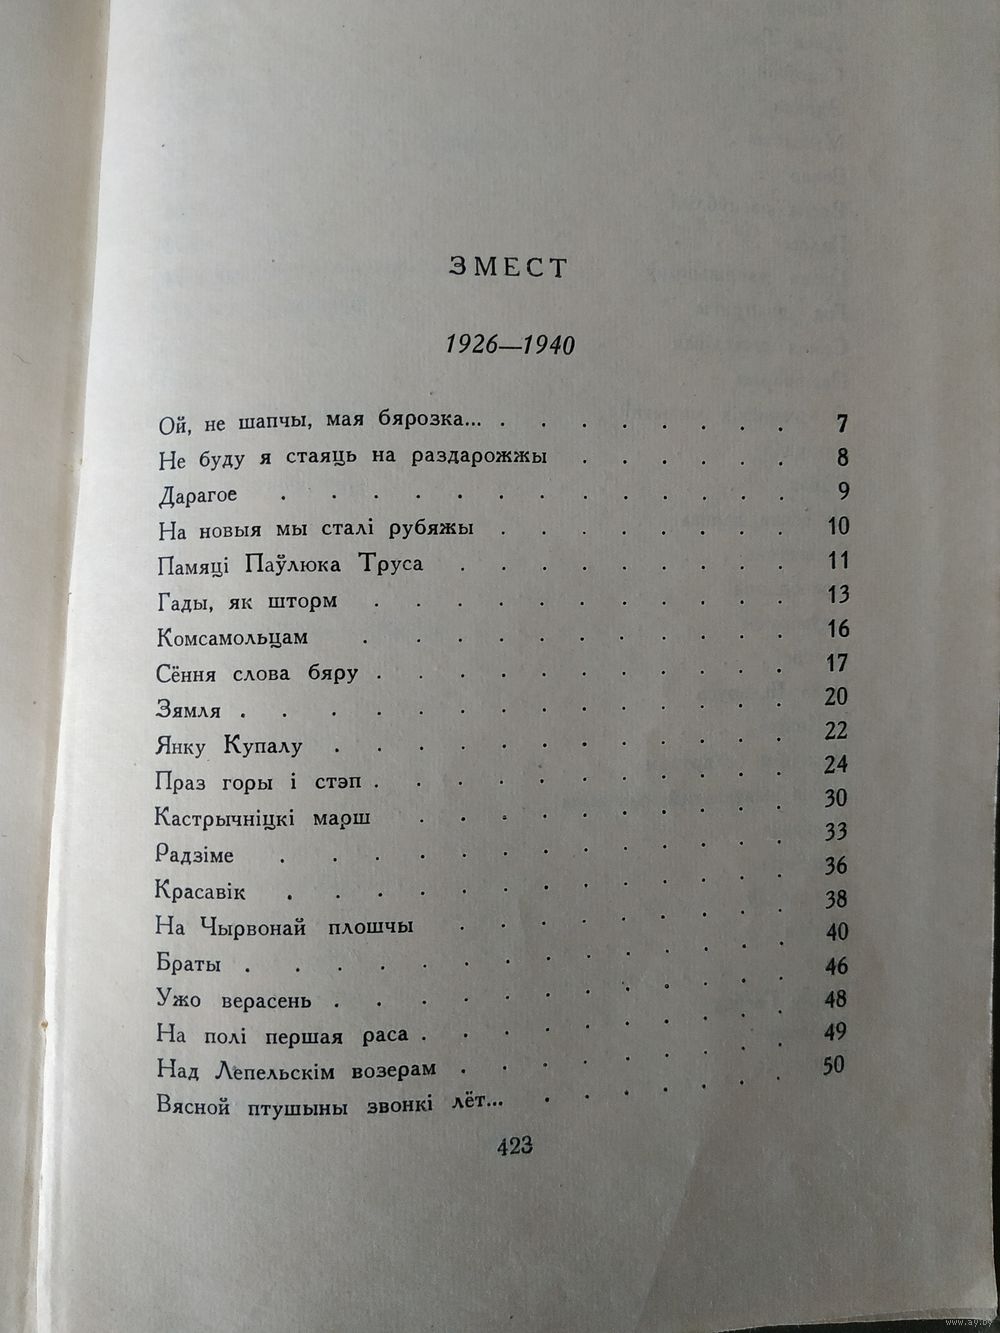 ЗМЕСТ
1926—1940
Ой, не шапчы, мая бярозка... . . . . . . . . 7
Не буду я стаяць на раздарожжы . . . . . . 8
Дарагое . . . . . . . . . . . . 9
На новыя мы сталі рубяжы . . . . . . . . 10
Памяці Паўлюка Труса . . . . . . . . 11
Гады, як шторм . . . . . . . . . . 13
Комсамольцам . . . . . . . . . . 16
Сёння слова бяру . . . . . . . . . . 17
Зямля . . . . . . . . . . . . . 20
Янку Купалу . . . . . . . . . . . 22
Праз горы і стэп . . . . . . . . . . 24
Кастрычніцкі марш . . . . . . . . . 30
Радзіме . . . . . . . . . . . . 33
Красавік . . . . . . . . . . . . 36
На Чырвонай плошчы . . . . . . . . 38
Браты . . . . . . . . . . . . . 40
Ужо верасень . . . . . . . . . . . 46
На полі першая раса . . . . . . . . . 48
Над Лепельскім возерам . . . . . . . . 49
Вясной птушыны звонкі лёт... . . . . . . 50
423
www.ay.by